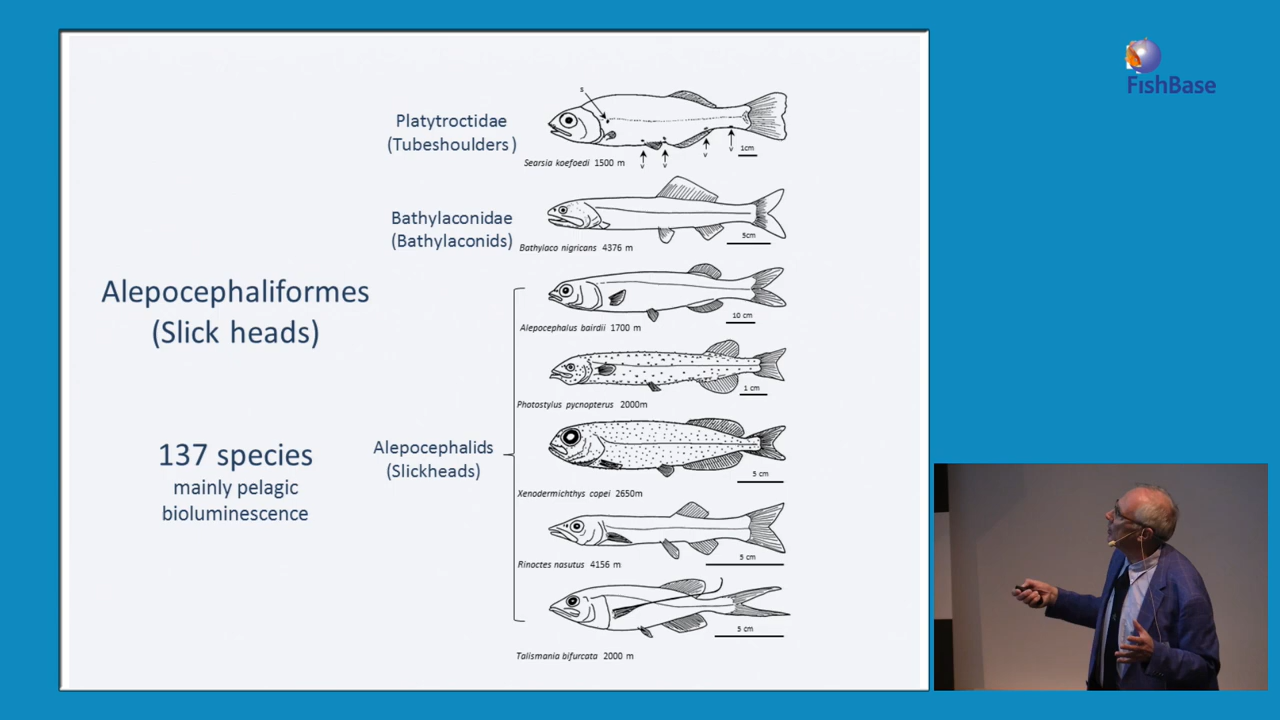 FishBase
Alepocephaliformes
(Slick heads)
137 species
mainly pelagic
bioluminescence
Platytroctidae
(Tubeshoulders)
s
v
v
v
v
1cm
Searsia koefoedi 1500 m
Bathylaconidae
(Bathylaconids)
5cm
Bathylaco nigricans 4376 m
Alepocephalids
(Slickheads)
10 cm
Alepocephalus bairdii 1700 m
1 cm
Photostylus pycnopterus 2000m
5 cm
Xenodermichthys copei 2650m
5 cm
Rinoctes nasutus 4156 m
5 cm
Talismania bifurcata 2000 m